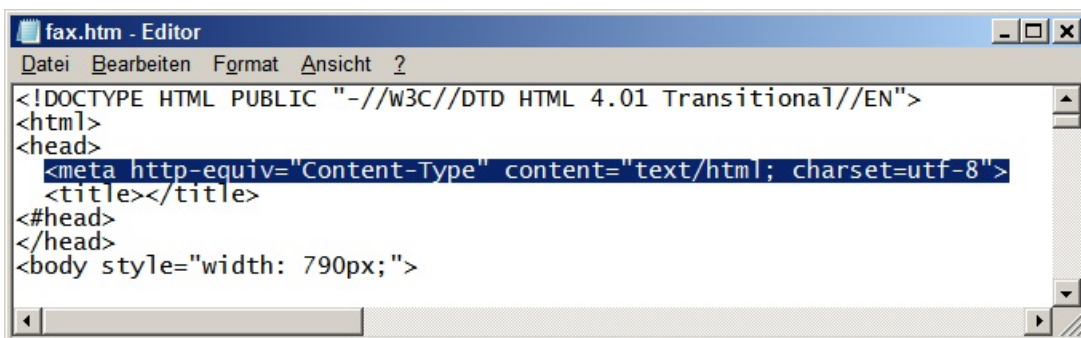 fax.htm - Editor
Datei Bearbeiten Format Ansicht ?
<!DOCTYPE HTML PUBLIC "-//W3C//DTD HTML 4.01 Transitional//EN">
<html>
<head>
<meta http-equiv="Content-Type" content="text/html; charset=utf-8">
<title></title>
<#head>
</head>
<body style="width: 790px;">